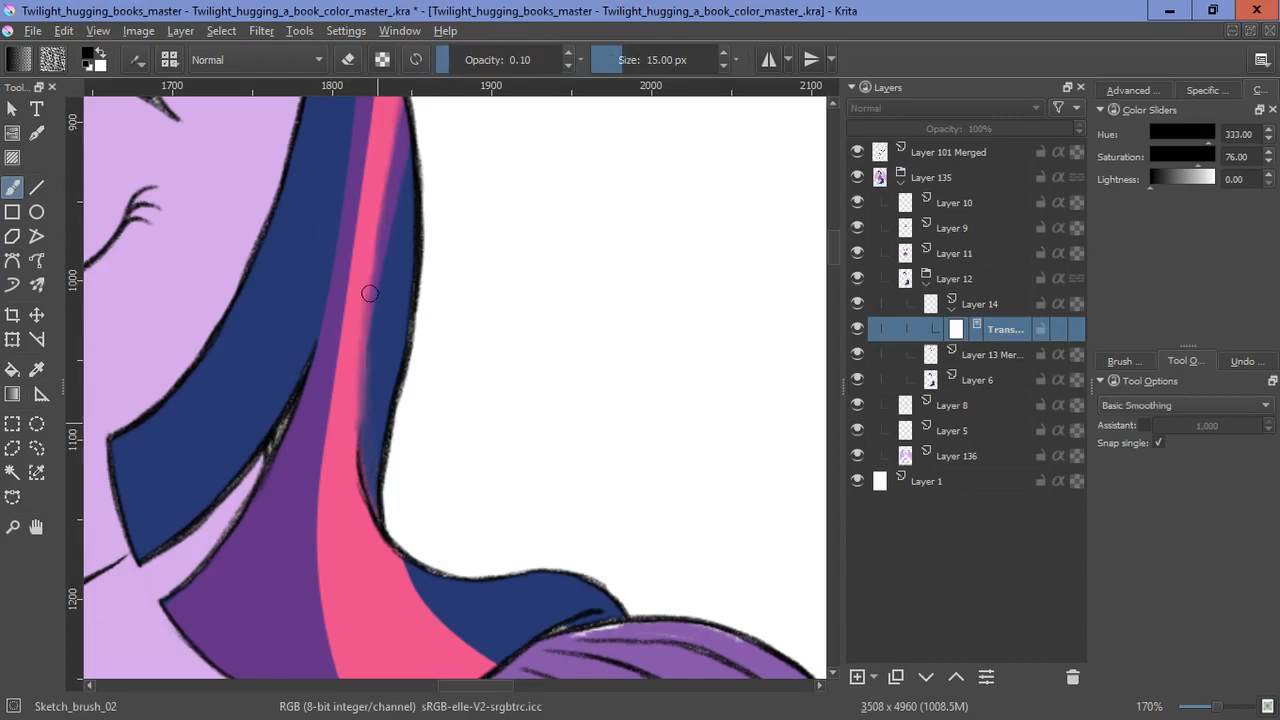 Twilight_hugging_books_master - Twilight_hugging_a_book_color_master_.kra * - [Twilight_hugging_books_master - Twilight_hugging_a_book_color_master_.kra] - Krita
File Edit View Image Layer Select Filter Tools Settings Window Help
Normal Opacity: 0.10 Size: 15.00 px
Tool...
1700 1800 1900 2000 2100
900
1000
1100
1200
Layers
Normal
Opacity: 100%
Layer 101 Merged
Layer 135
Layer 10
Layer 9
Layer 11
Layer 12
Layer 14
Trans...
Layer 13 Mer...
Layer 6
Layer 8
Layer 5
Layer 136
Layer 1
Advanced ... Specific ... C...
Color Sliders
Hue: 333.00
Saturation: 76.00
Lightness: 0.00
Brush ... Tool O... Undo ...
Tool Options
Basic Smoothing
Assistant: 1,000
Snap single:
Sketch_brush_02
RGB (8-bit integer/channel) sRGB-elle-V2-srgbtrc.icc
3508 x 4960 (1008.5M)
170%